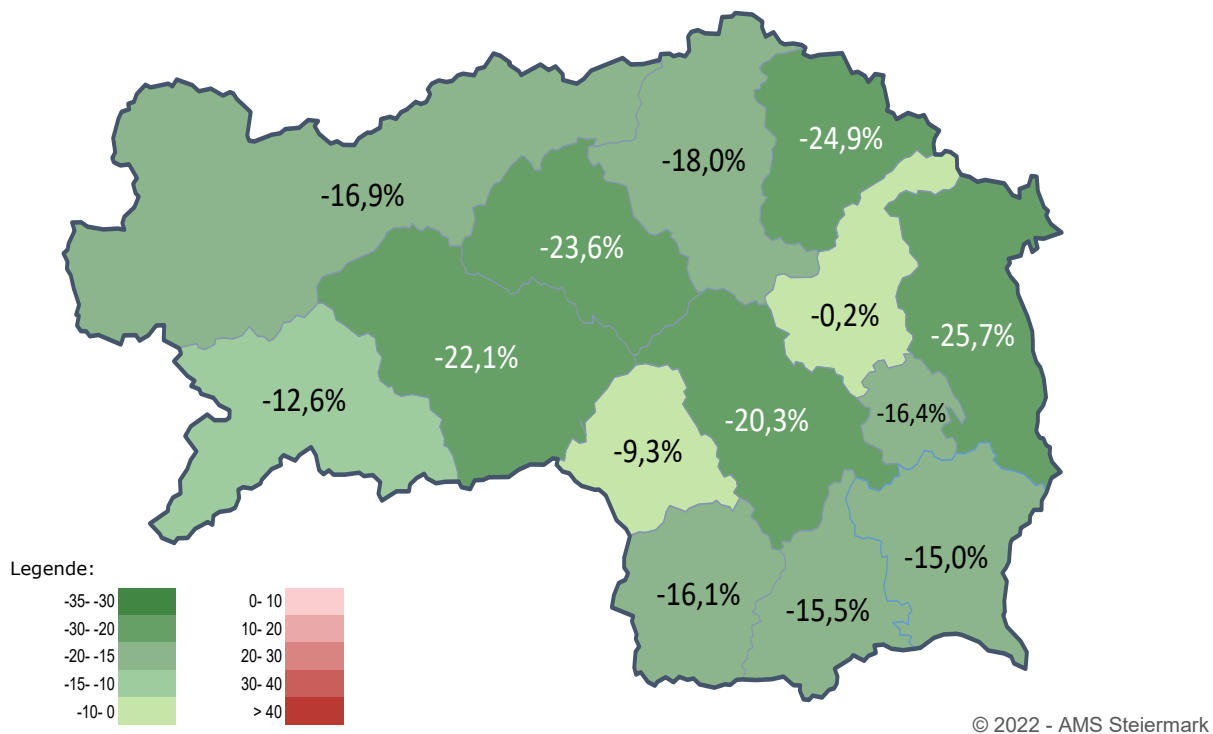 -24,9%
-18,0%
-16,9%
-23,6%
-0,2%
-25,7%
-22,1%
-12,6%
-16,4%
-20,3%
-9,3%
-15,0%
-16,1%
-15,5%
Legende:
-35- -30 0- 10
-30- -20 10- 20
-20- -15 20- 30
-15- -10 30- 40
-10- 0 > 40
© 2022 - AMS Steiermark